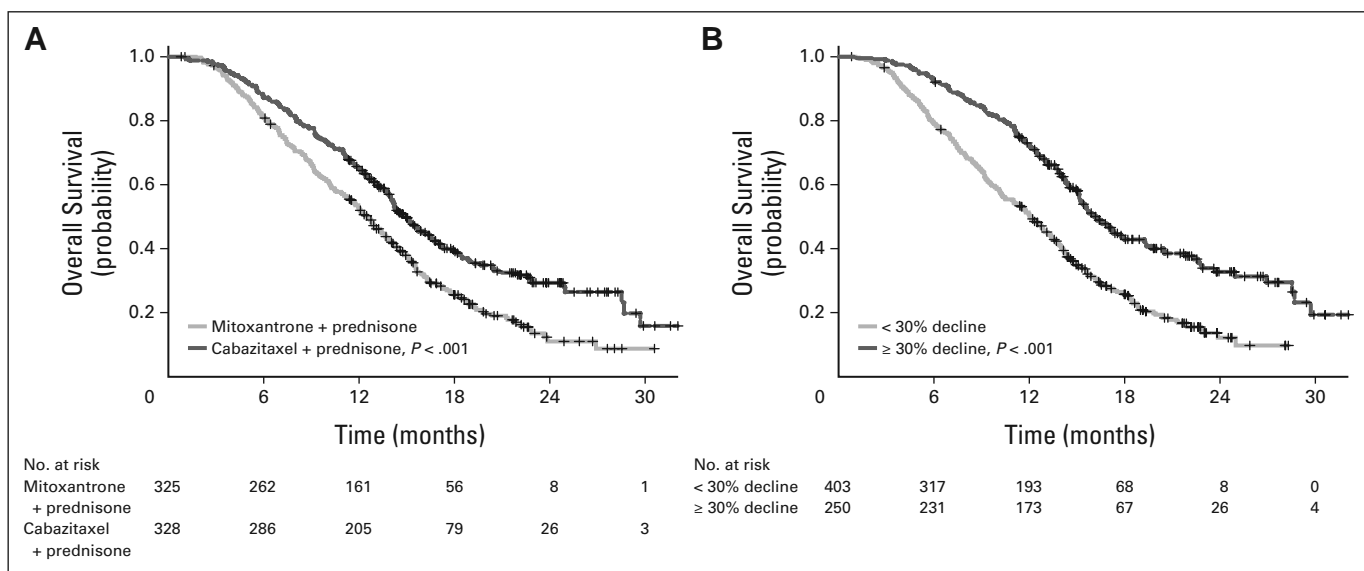 A
Overall Survival
(probability)
1.0
0.8
0.6
0.4
0.2
Mitoxantrone + prednisone
Cabazitaxel + prednisone, P < .001
0 6 12 18 24 30
Time (months)
No. at risk
Mitoxantrone 325 262 161 56 8 1
+ prednisone
Cabazitaxel 328 286 205 79 26 3
+ prednisone
B
Overall Survival
(probability)
1.0
0.8
0.6
0.4
0.2
< 30% decline
≥ 30% decline, P < .001
0 6 12 18 24 30
Time (months)
No. at risk
< 30% decline 403 317 193 68 8 0
≥ 30% decline 250 231 173 67 26 4